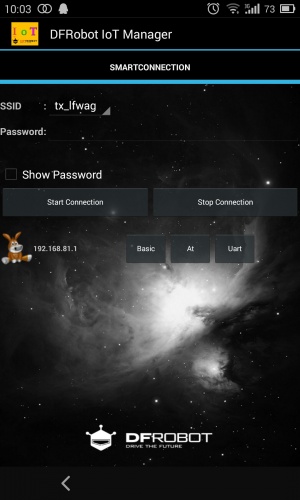 10:03
73
IoT
DFRobot IoT Manager
SMARTCONNECTION
SSID : tx_lfwag
Password:
Show Password
Start Connection Stop Connection
192.168.81.1 Basic At Uart
DFROBOT
DRIVE THE FUTURE